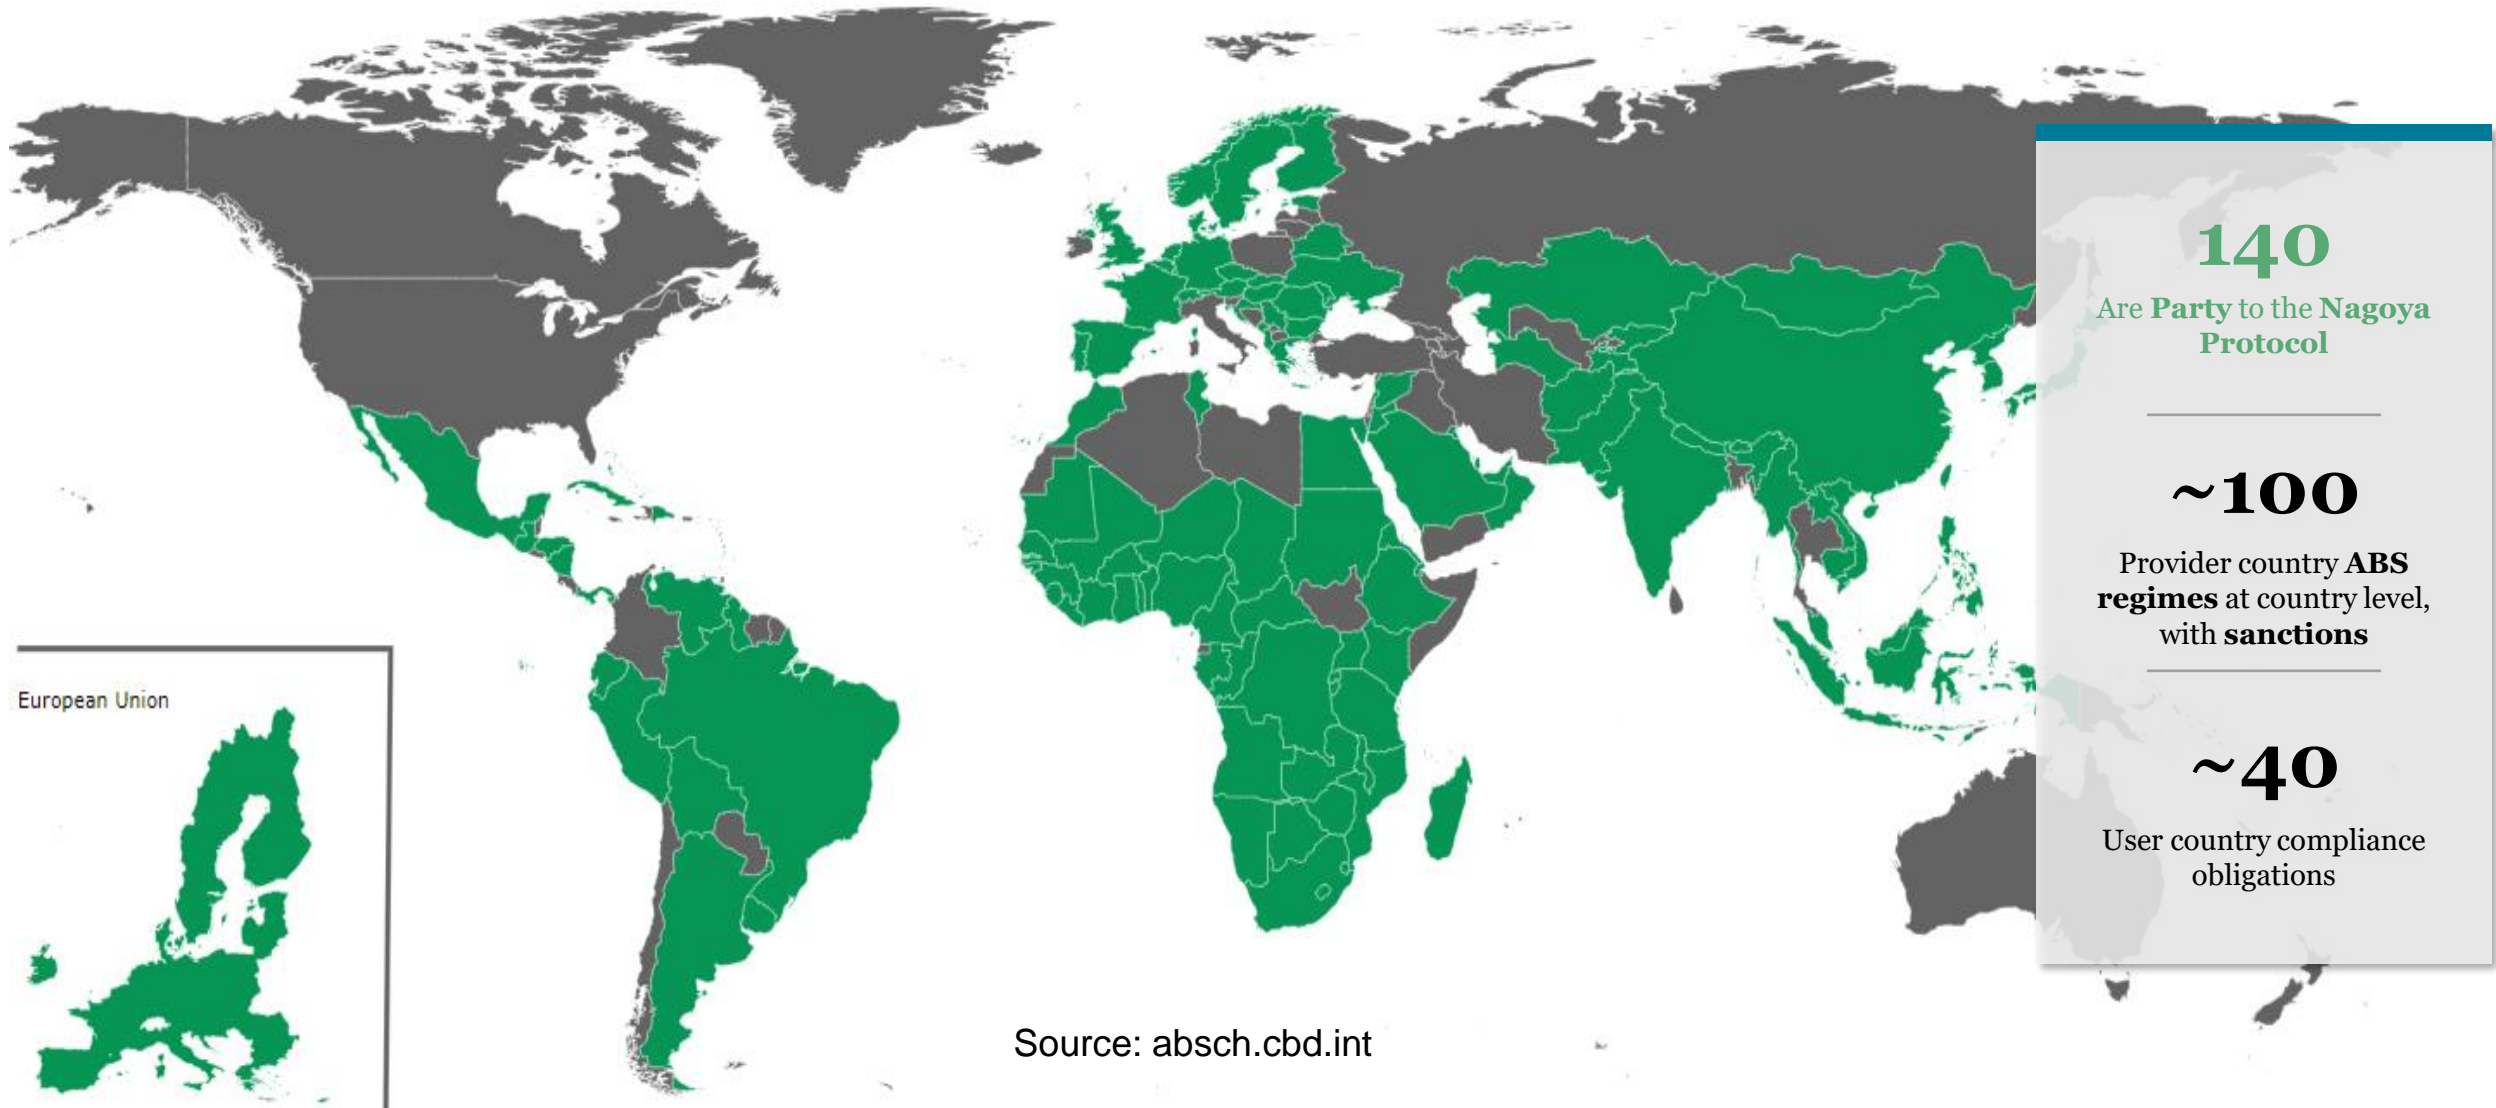 140
Are Party to the Nagoya
Protocol
~100
Provider country ABS
regimes at country level,
with sanctions
~40
User country compliance
obligations
European Union
Source: absch.cbd.int